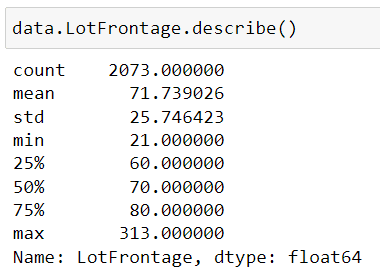 data.LotFrontage.describe()
count    2073.000000
mean       71.739026
std        25.746423
min        21.000000
25%        60.000000
50%        70.000000
75%        80.000000
max       313.000000
Name: LotFrontage, dtype: float64